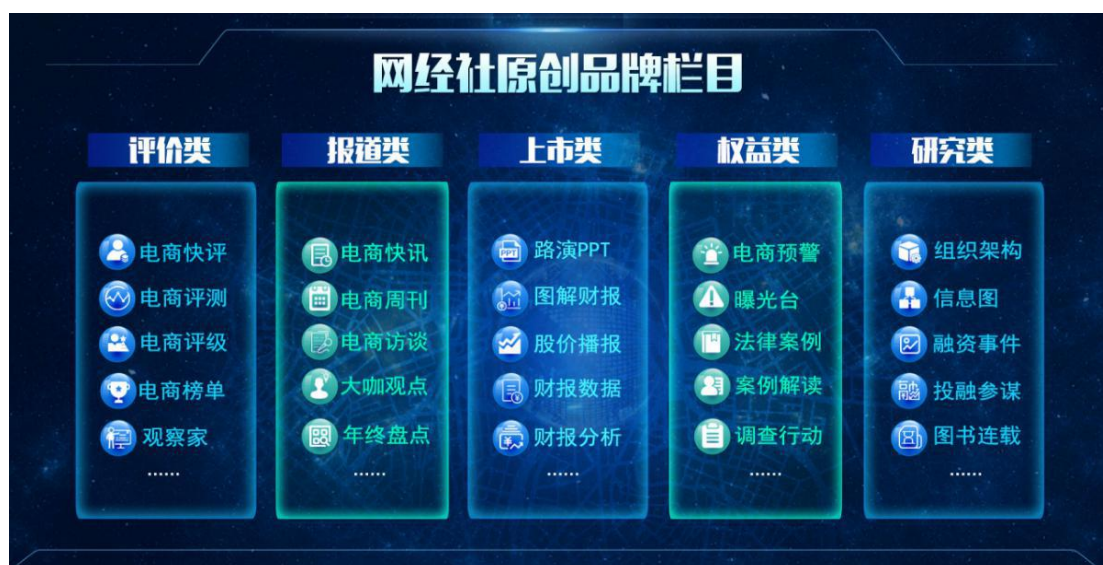 网经社原创品牌栏目
评价类
电商快评
电商评测
电商评级
电商榜单
观察家
......
报道类
电商快讯
电商周刊
电商访谈
大咖观点
年终盘点
......
上市类
路演PPT
图解财报
股价播报
财报数据
财报分析
......
权益类
电商预警
曝光台
法律案例
案例解读
调查行动
......
研究类
组织架构
信息图
融资事件
投融参谋
图书连载
......